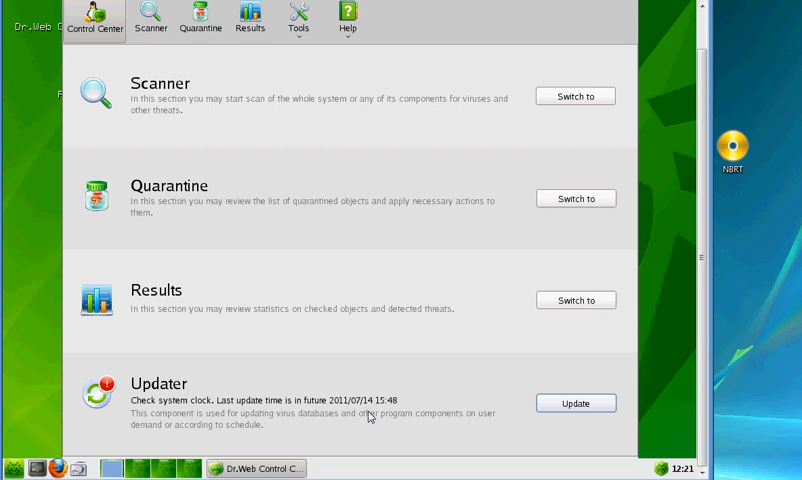 Dr.Web C
F
Control Center
Scanner
Quarantine
Results
Tools
Help
Scanner
In this section you may start scan of the whole system or any of its components for viruses and
other threats.
Switch to
Quarantine
In this section you may review the list of quarantined objects and apply necessary actions to
them.
Switch to
Results
In this section you may review statistics on checked objects and detected threats.
Switch to
Updater
Check system clock. Last update time is in future 2011/07/14 15:48
This component is used for updating virus databases and other program components on user
demand or according to schedule.
Update
NBRT
Dr.Web Control C...
12:21